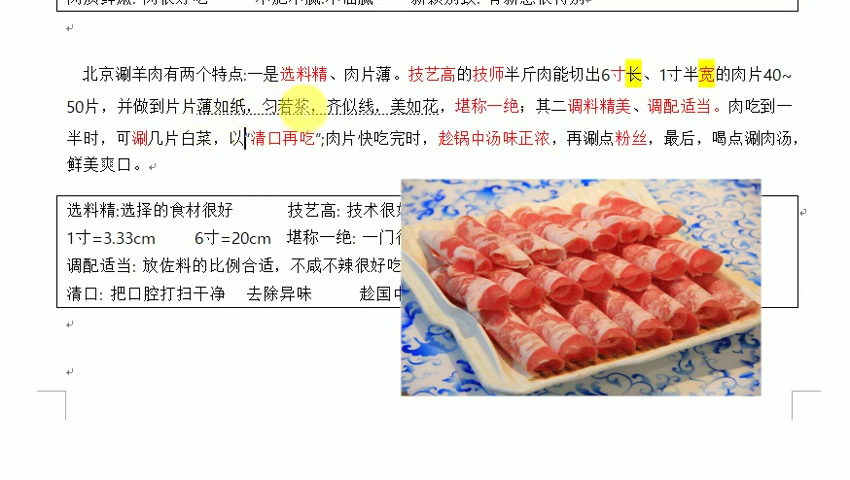 北京涮羊肉有两个特点:一是选料精、肉片薄。技艺高的技师半斤肉能切出6寸长、1寸半宽的肉片40~
50片，并做到片片薄如纸，匀若浆，齐似线，美如花，堪称一绝；其二调料精美、调配适当。肉吃到一
半时，可涮几片白菜，以"清口再吃";肉片快吃完时，趁锅中汤味正浓，再涮点粉丝，最后，喝点涮肉汤，
鲜美爽口。
选料精:选择的食材很好 技艺高: 技术很好
1寸=3.33cm 6寸=20cm 堪称一绝: 一门
调配适当: 放佐料的比例合适，不咸不辣很好吃
清口: 把口腔打扫干净 去除异味 趁国中